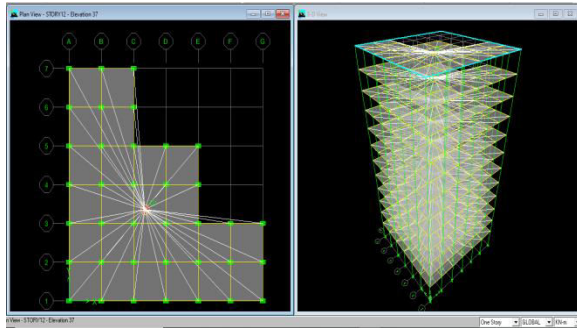 Plan View - STORY12 - Elevation 37
3-D View
A B C D E F G
7
6
5
4
3
2
1
X
n View - STORY12 - Elevation 37
One Story GLOBAL KN-m